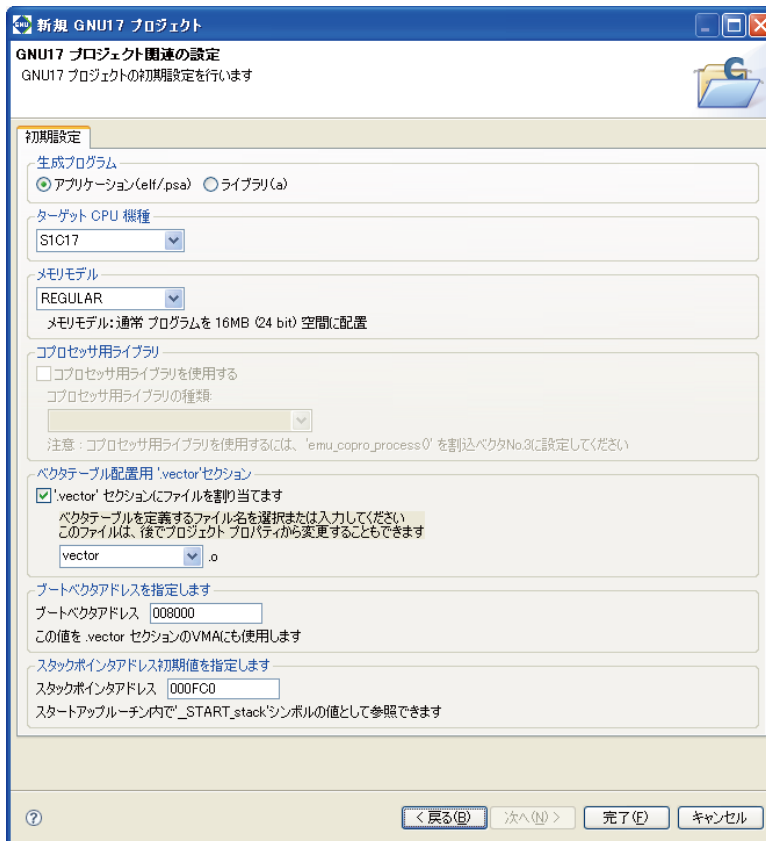 新規 GNU17 プロジェクト
GNU17 プロジェクト関連の設定
GNU17 プロジェクトの初期設定を行います
初期設定
生成プログラム
アプリケーション(elf/.psa) ライブラリ(a)
ターゲット CPU 機種
S1C17
メモリモデル
REGULAR
メモリモデル：通常 プログラムを 16MB (24 bit) 空間に配置
コプロセッサ用ライブラリ
コプロセッサ用ライブラリを使用する
コプロセッサ用ライブラリの種類:
注意 : コプロセッサ用ライブラリを使用するには、'emu_copro_process()' を割込ベクタNo.3に設定してください
ベクタテーブル配置用 '.vector'セクション
'.vector' セクションにファイルを割り当てます
ベクタテーブルを定義するファイル名を選択または入力してください
このファイルは、後でプロジェクト プロパティから変更することもできます
vector .o
ブートベクタアドレスを指定します
ブートベクタアドレス 008000
この値を .vector セクションのVMAにも使用します
スタックポインタアドレス初期値を指定します
スタックポインタアドレス 000FC0
スタートアップルーチン内で'_START_stack'シンボルの値として参照できます
< 戻る(B) 次へ(N) > 完了(F) キャンセル